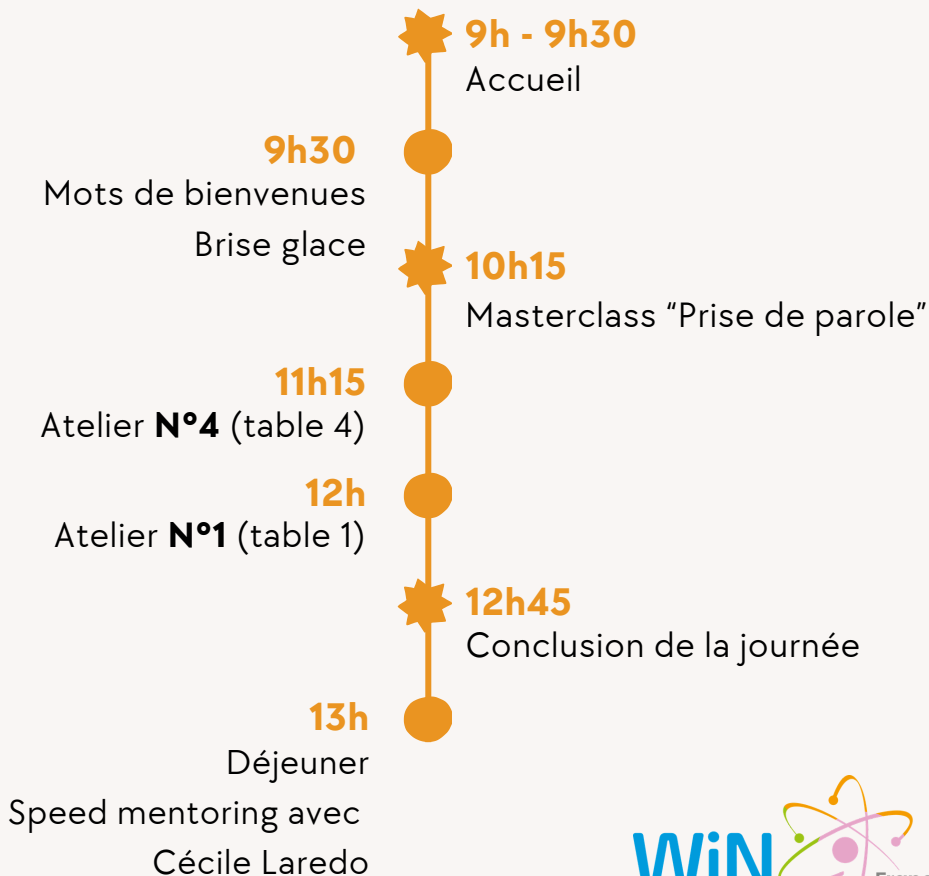 9h - 9h30
Accueil
9h30
Mots de bienvenues
Brise glace
10h15
Masterclass “Prise de parole”
11h15
Atelier N°4 (table 4)
12h
Atelier N°1 (table 1)
12h45
Conclusion de la journée
13h
Déjeuner
Speed mentoring avec
Cécile Laredo
WiN